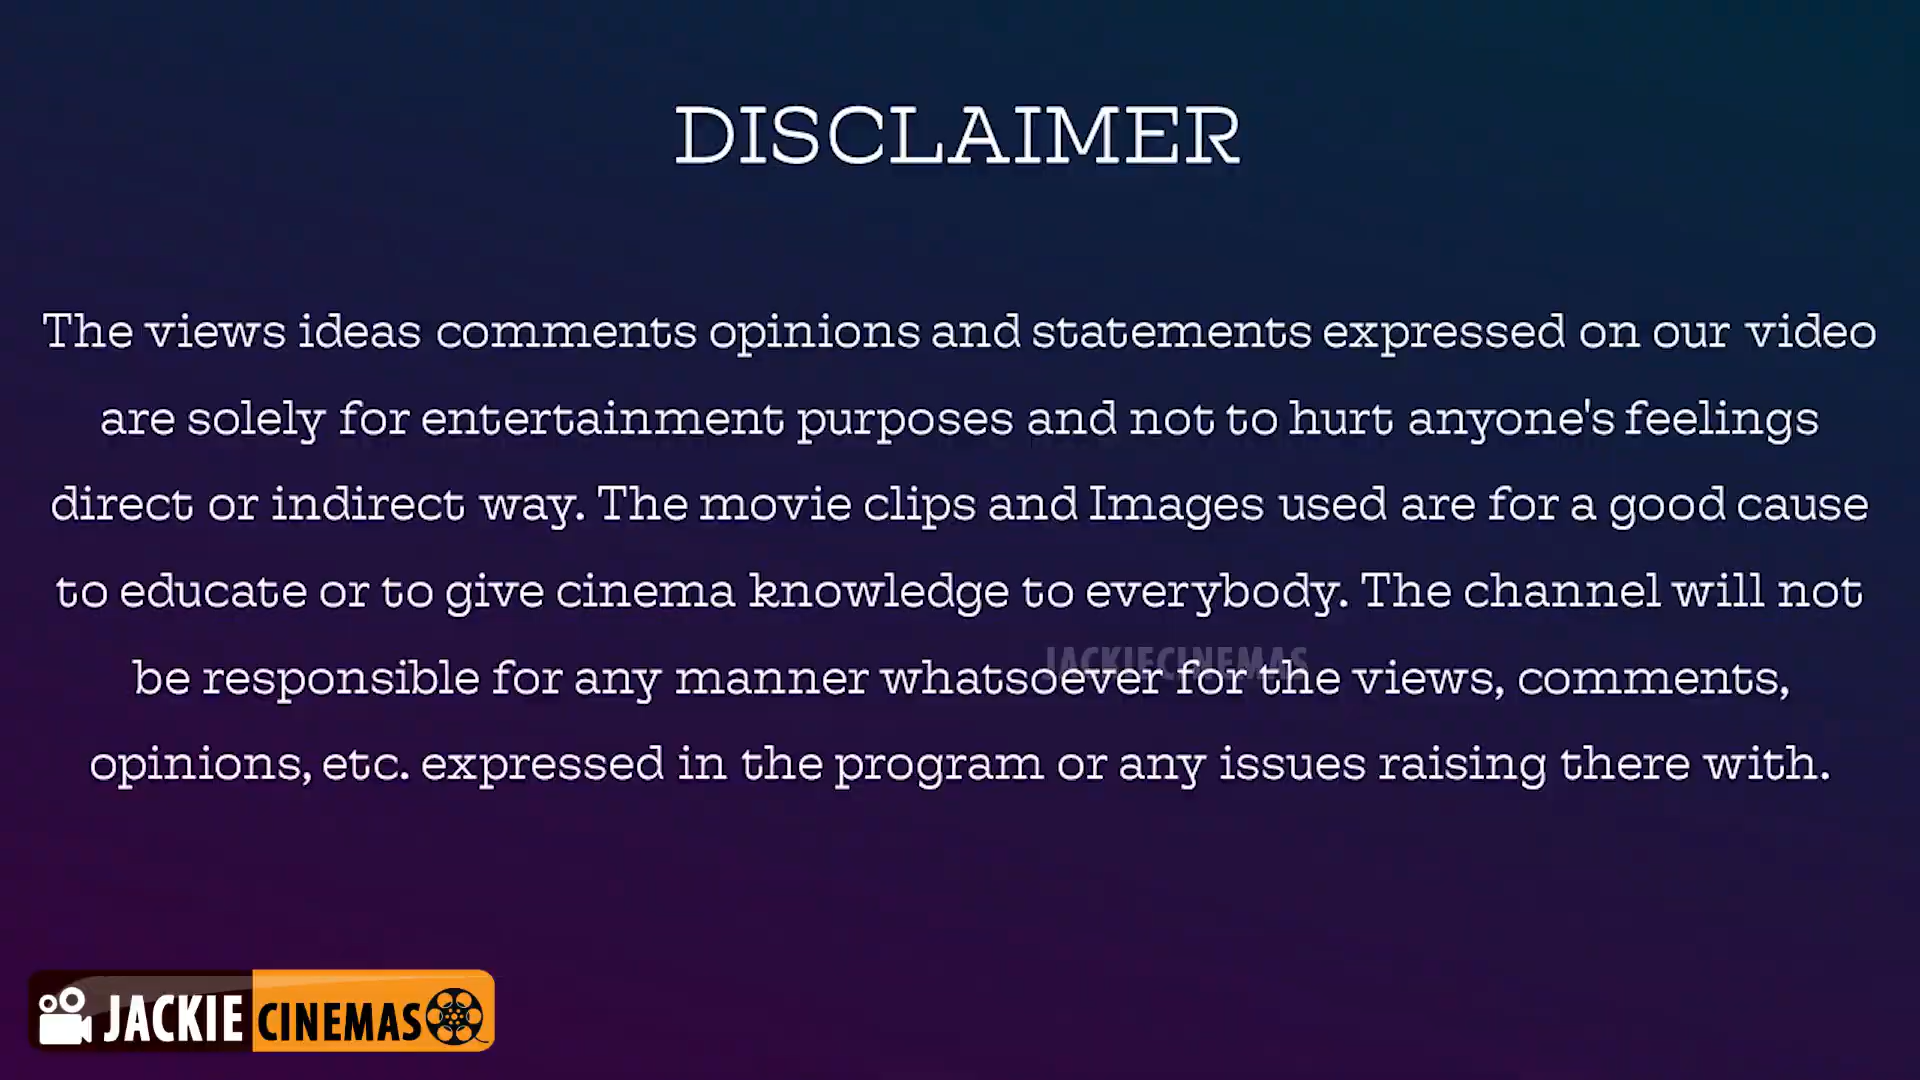 DISCLAIMER
The views ideas comments opinions and statements expressed on our video
are solely for entertainment purposes and not to hurt anyone's feelings
direct or indirect way. The movie clips and Images used are for a good cause
to educate or to give cinema knowledge to everybody. The channel will not
JACKIECINEMAS
be responsible for any manner whatsoever for the views, comments,
opinions, etc. expressed in the program or any issues raising there with.
JACKIE CINEMAS